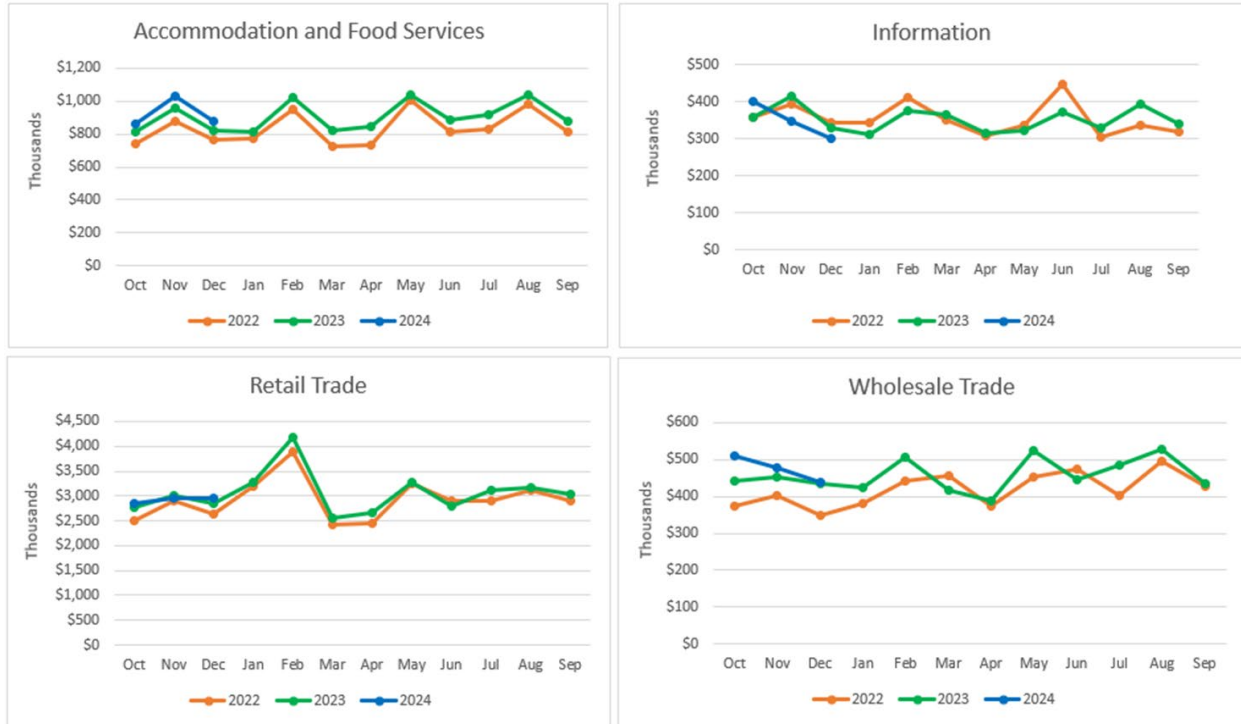 Accommodation and Food Services
Thousands
$1,200
$1,000
$800
$600
$400
$200
$0
Oct Nov Dec Jan Feb Mar Apr May Jun Jul Aug Sep
2022 2023 2024
Information
Thousands
$500
$400
$300
$200
$100
$0
Oct Nov Dec Jan Feb Mar Apr May Jun Jul Aug Sep
2022 2023 2024
Retail Trade
Thousands
$4,500
$4,000
$3,500
$3,000
$2,500
$2,000
$1,500
$1,000
$500
$0
Oct Nov Dec Jan Feb Mar Apr May Jun Jul Aug Sep
2022 2023 2024
Wholesale Trade
Thousands
$600
$500
$400
$300
$200
$100
$0
Oct Nov Dec Jan Feb Mar Apr May Jun Jul Aug Sep
2022 2023 2024